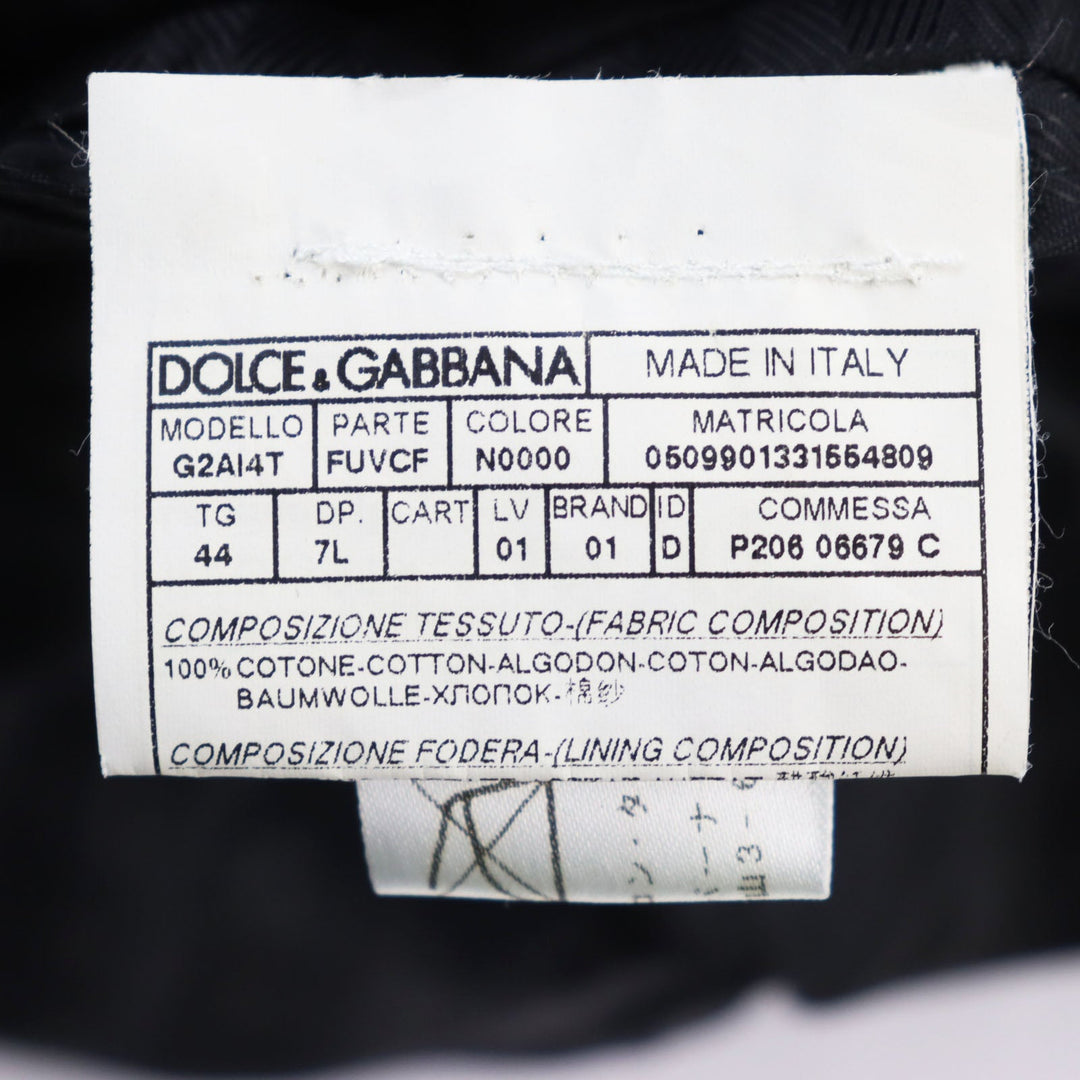 DOLCE & GABBANA MADE IN ITALY
MODELLO PARTE COLORE MATRICOLA
G2AI4T FUVCF N0000 0509901331554809
TG DP. CART LV BRAND ID COMMESSA
44 7L 01 01 D P206 06679 C
COMPOSIZIONE TESSUTO-(FABRIC COMPOSITION)
100% COTONE-COTTON-ALGODON-COTON-ALGODAO-
BAUMWOLLE-ХЛОПОК-棉纱
COMPOSIZIONE FODERA-(LINING COMPOSITION)